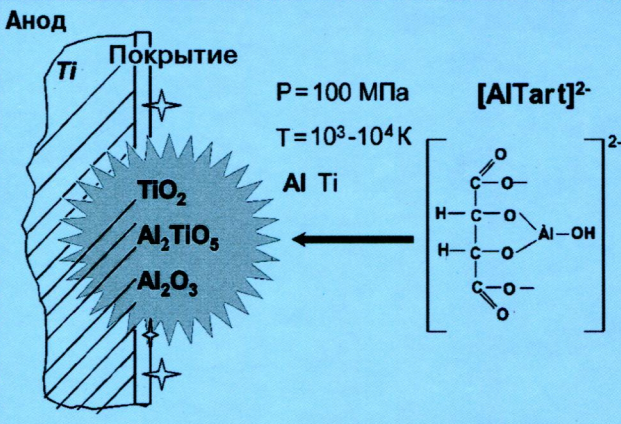 Анод
Ti
Покрытие
P = 100 МПа
T = 10³-10⁴ K
Al Ti
TiO₂
Al₂TiO₅
Al₂O₃
[AlTart]²⁻
2-
O
C—O—
H—C—O
Al—OH
H—C—O
C—O—
O